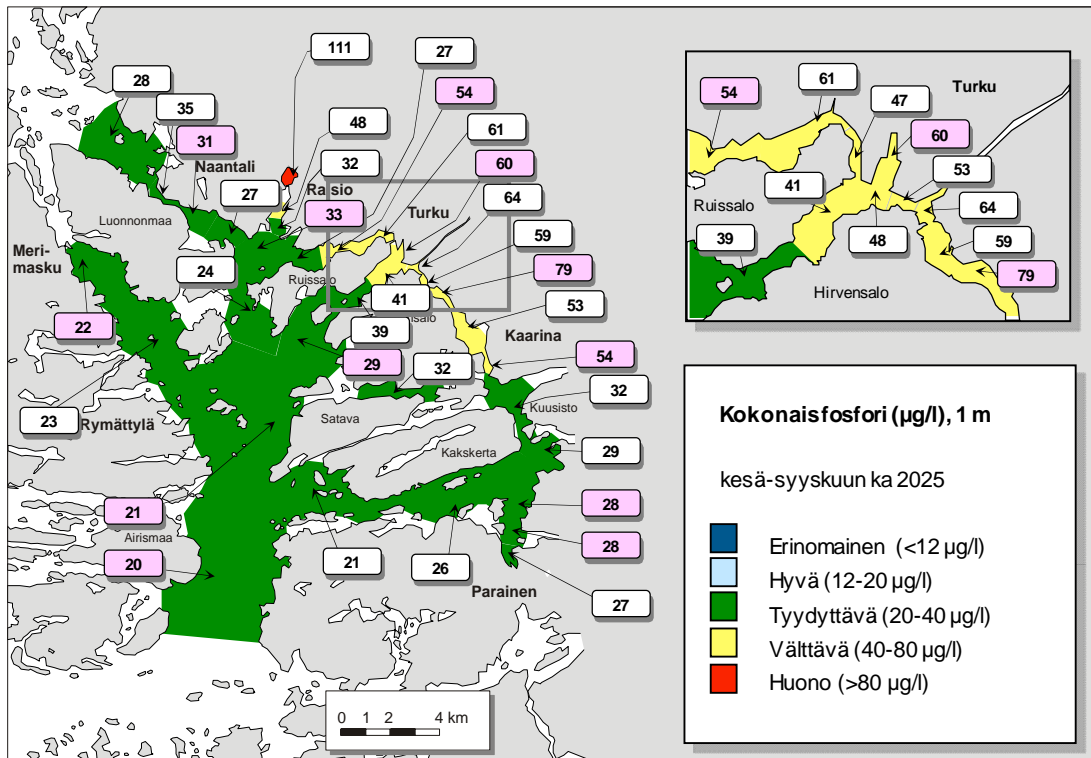 111
27
28
54
35
48
61
31
Naantali
32
60
27
Raisio
33
64
Luonnonmaa
Turku
59
Meri-
masku
24
Ruissalo
79
22
41
53
39
Kaarina
29
32
54
23
Rymättylä
Satava
Kuusisto
32
Kakskerta
29
21
28
Airismaa
20
21
26
28
Parainen
27
0 1 2 4 km
61
54
47
Turku
60
41
53
Ruissalo
64
39
48
59
Hirvensalo
79
Kokonaisfosfori (µg/l), 1 m
kesä-syyskuun ka 2025
Erinomainen (<12 µg/l)
Hyvä (12-20 µg/l)
Tyydyttävä (20-40 µg/l)
Välttävä (40-80 µg/l)
Huono (>80 µg/l)